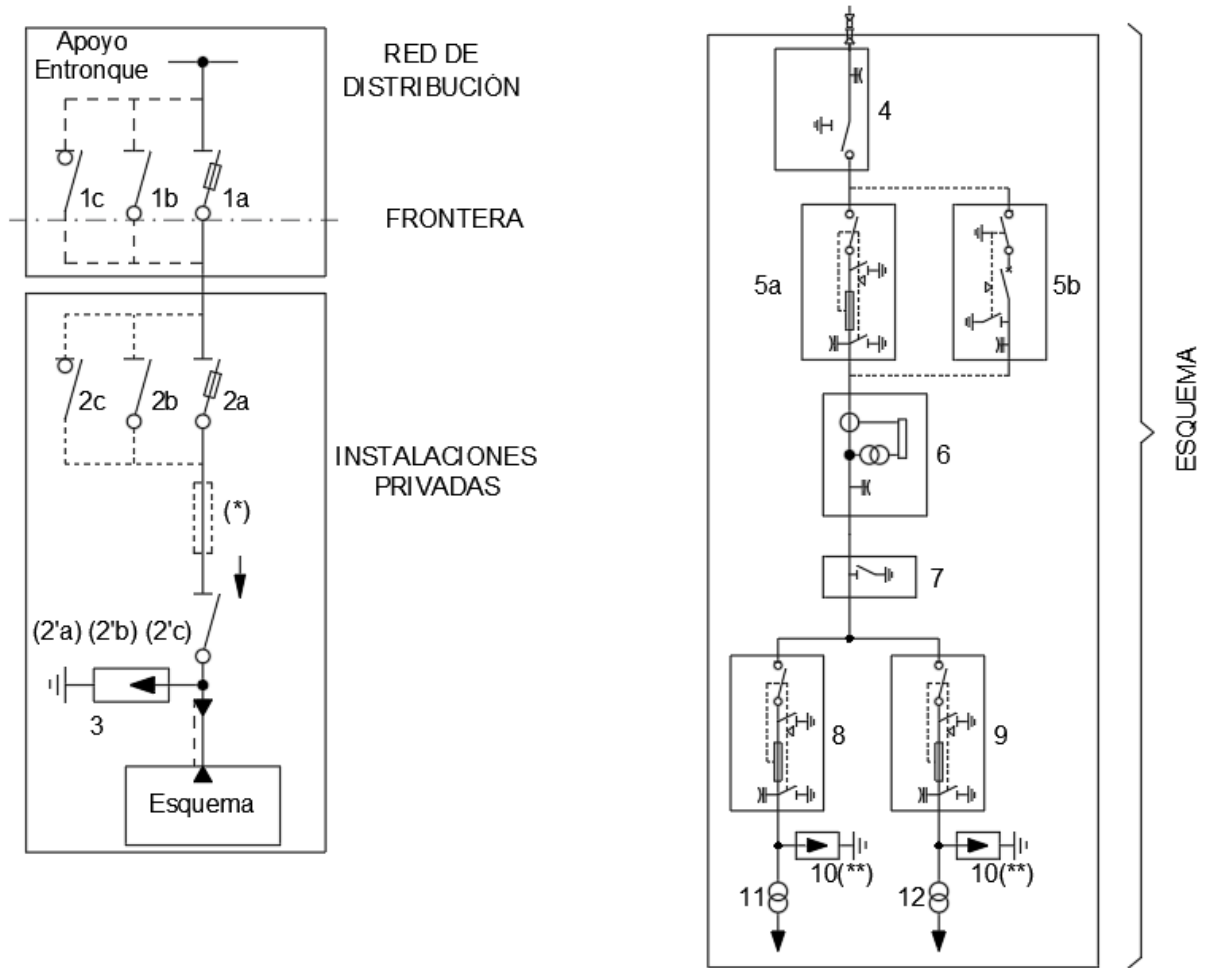 Apoyo
Entronque
RED DE
DISTRIBUCIÓN
1c
1b
1a
FRONTERA
2c
2b
2a
INSTALACIONES
PRIVADAS
(*)
(2'a) (2'b) (2'c)
3
Esquema
4
5a
5b
6
7
8
9
10(**)
10(**)
11
12
ESQUEMA